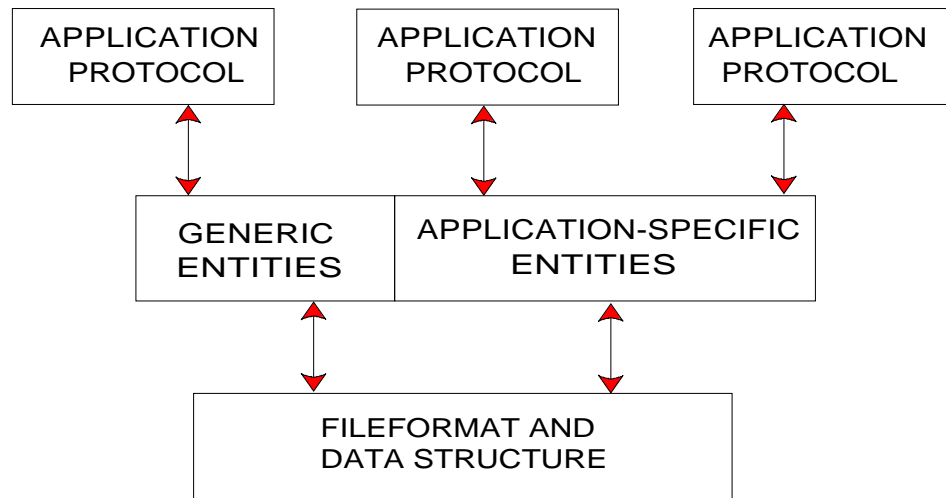 APPLICATION
PROTOCOL
APPLICATION
PROTOCOL
APPLICATION
PROTOCOL
GENERIC
ENTITIES
APPLICATION-SPECIFIC
ENTITIES
FILEFORMAT AND
DATA STRUCTURE